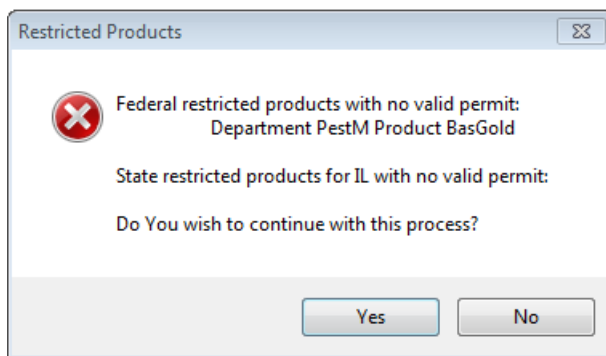 Restricted Products
Federal restricted products with no valid permit:
Department PestM Product BasGold
State restricted products for IL with no valid permit:
Do You wish to continue with this process?
Yes
No